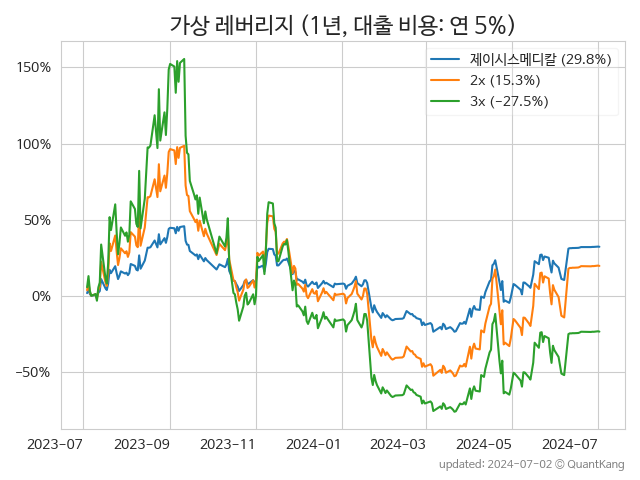 가상 레버리지 (1년, 대출 비용: 연 5%)
제이시스메디칼 (29.8%)
2x (15.3%)
3x (−27.5%)
150%
100%
50%
0%
−50%
2023-07 2023-09 2023-11 2024-01 2024-03 2024-05 2024-07
updated: 2024-07-02 © QuantKang